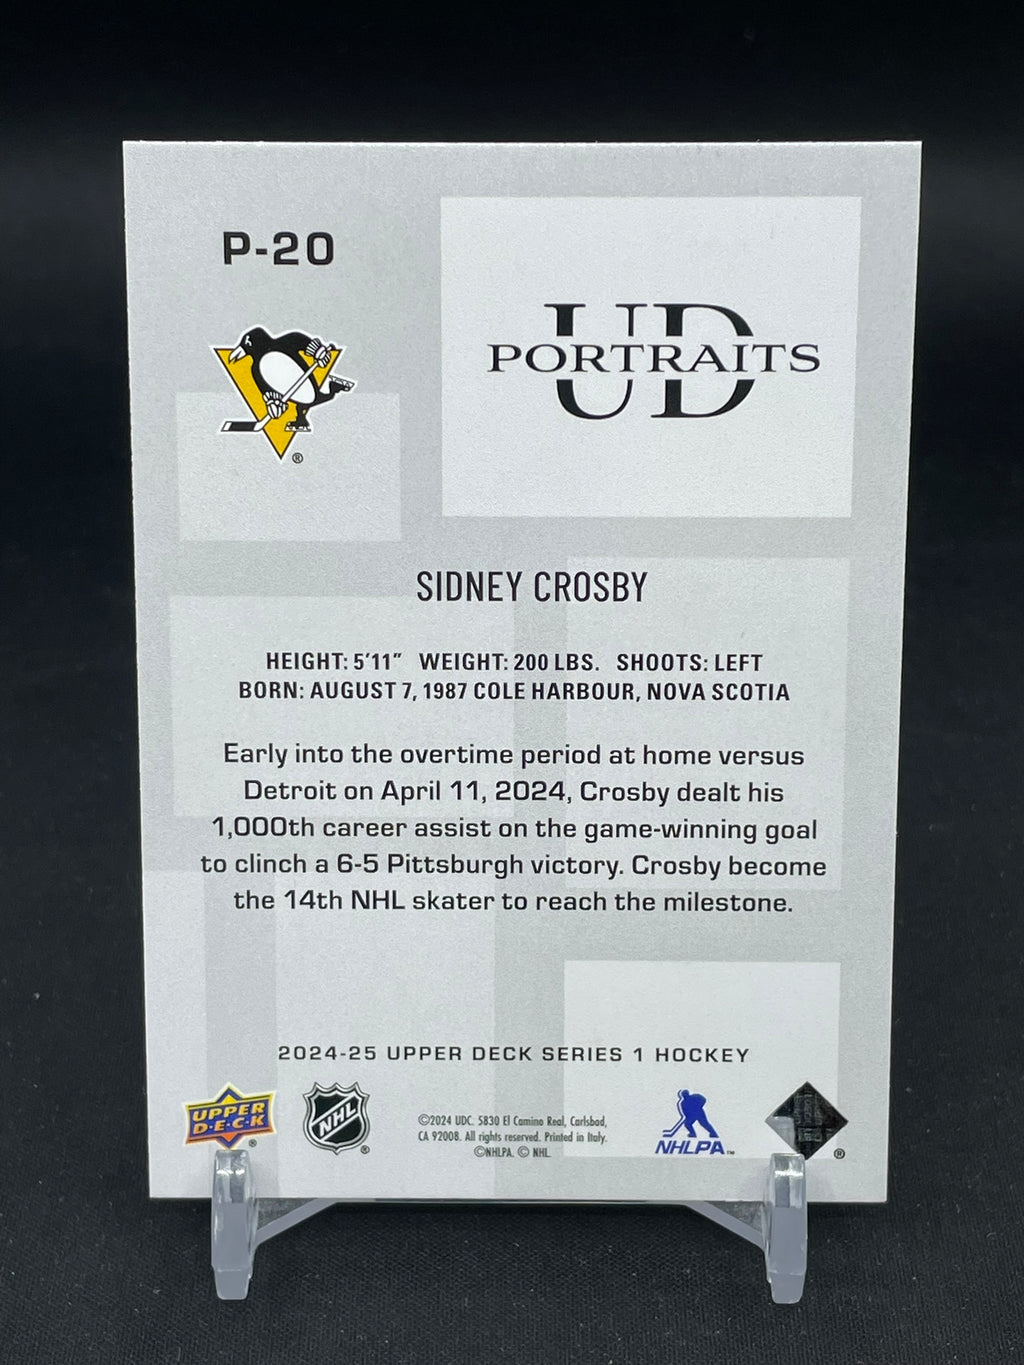 P-20
UD
PORTRAITS
®
SIDNEY CROSBY
HEIGHT: 5'11" WEIGHT: 200 LBS. SHOOTS: LEFT
BORN: AUGUST 7, 1987 COLE HARBOUR, NOVA SCOTIA
Early into the overtime period at home versus
Detroit on April 11, 2024, Crosby dealt his
1,000th career assist on the game-winning goal
to clinch a 6-5 Pittsburgh victory. Crosby become
the 14th NHL skater to reach the milestone.
2024-25 UPPER DECK SERIES 1 HOCKEY
UPPER
D·E·C·K
®
NHL
®
©2024 UDC. 5830 El Camino Real, Carlsbad,
CA 92008. All rights reserved. Printed in Italy.
©NHLPA. © NHL
NHLPA™
®